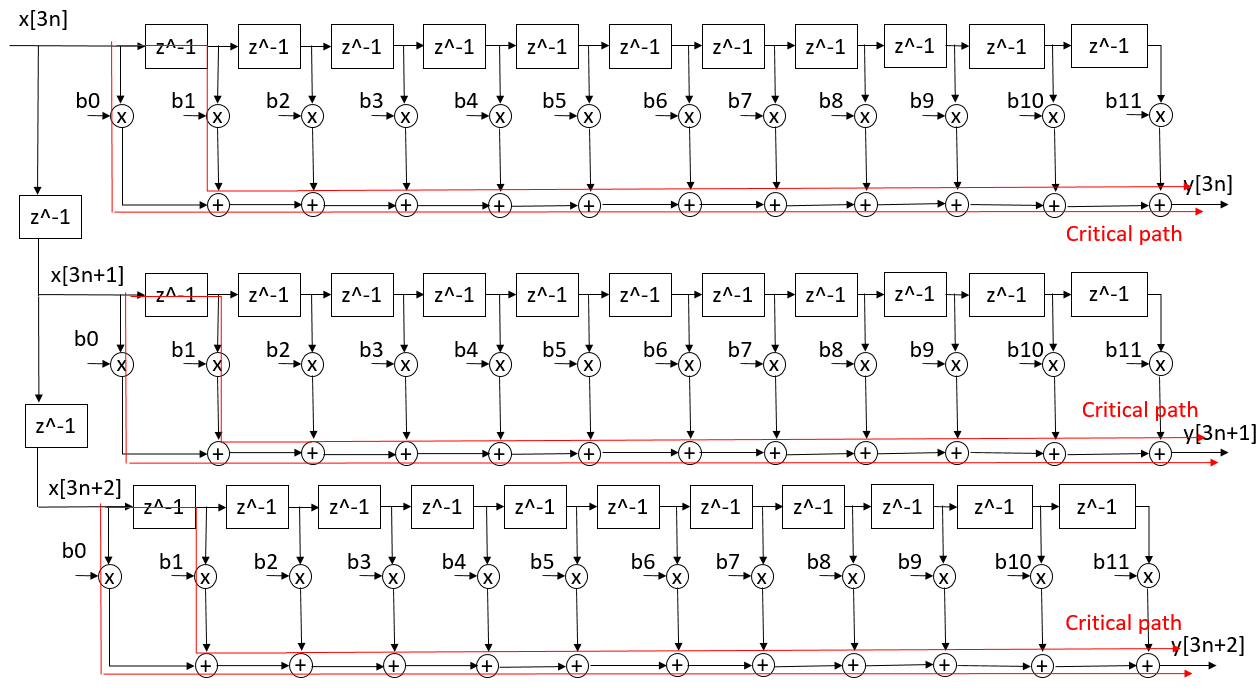 x[3n]
z^-1 z^-1 z^-1 z^-1 z^-1 z^-1 z^-1 z^-1 z^-1 z^-1 z^-1
b0 b1 b2 b3 b4 b5 b6 b7 b8 b9 b10 b11
x x x x x x x x x x x x
y[3n]
+ + + + + + + + + + +
z^-1
Critical path
x[3n+1]
z^-1 z^-1 z^-1 z^-1 z^-1 z^-1 z^-1 z^-1 z^-1 z^-1 z^-1
b0 b1 b2 b3 b4 b5 b6 b7 b8 b9 b10 b11
x x x x x x x x x x x x
Critical path
z^-1
y[3n+1]
+ + + + + + + + + + +
x[3n+2]
z^-1 z^-1 z^-1 z^-1 z^-1 z^-1 z^-1 z^-1 z^-1 z^-1 z^-1
b0 b1 b2 b3 b4 b5 b6 b7 b8 b9 b10 b11
x x x x x x x x x x x x
Critical path
y[3n+2]
+ + + + + + + + + + +